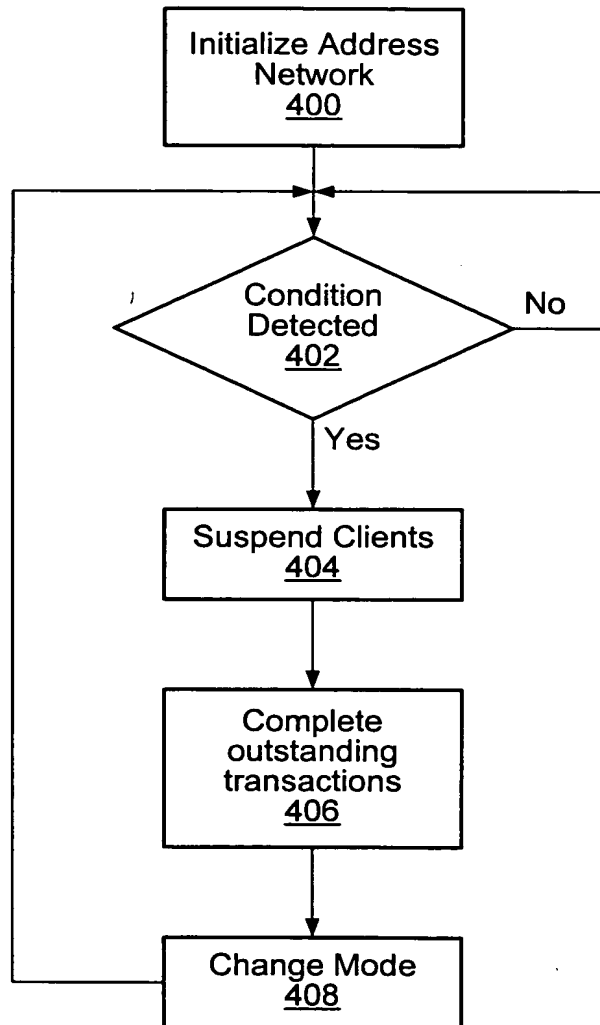 Initialize Address
Network
400
Condition
Detected
402
No
Yes
Suspend Clients
404
Complete
outstanding
transactions
406
Change Mode
408